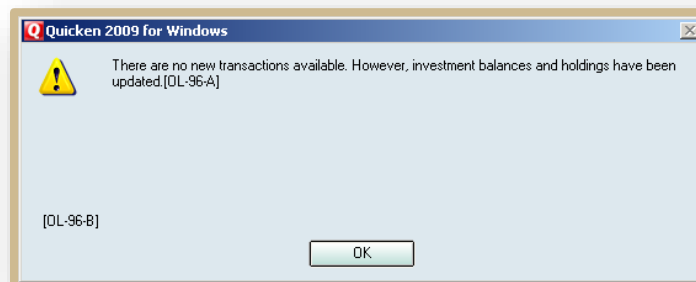 Quicken 2009 for Windows
There are no new transactions available. However, investment balances and holdings have been
updated.[OL-96-A]
[OL-96-B]
OK